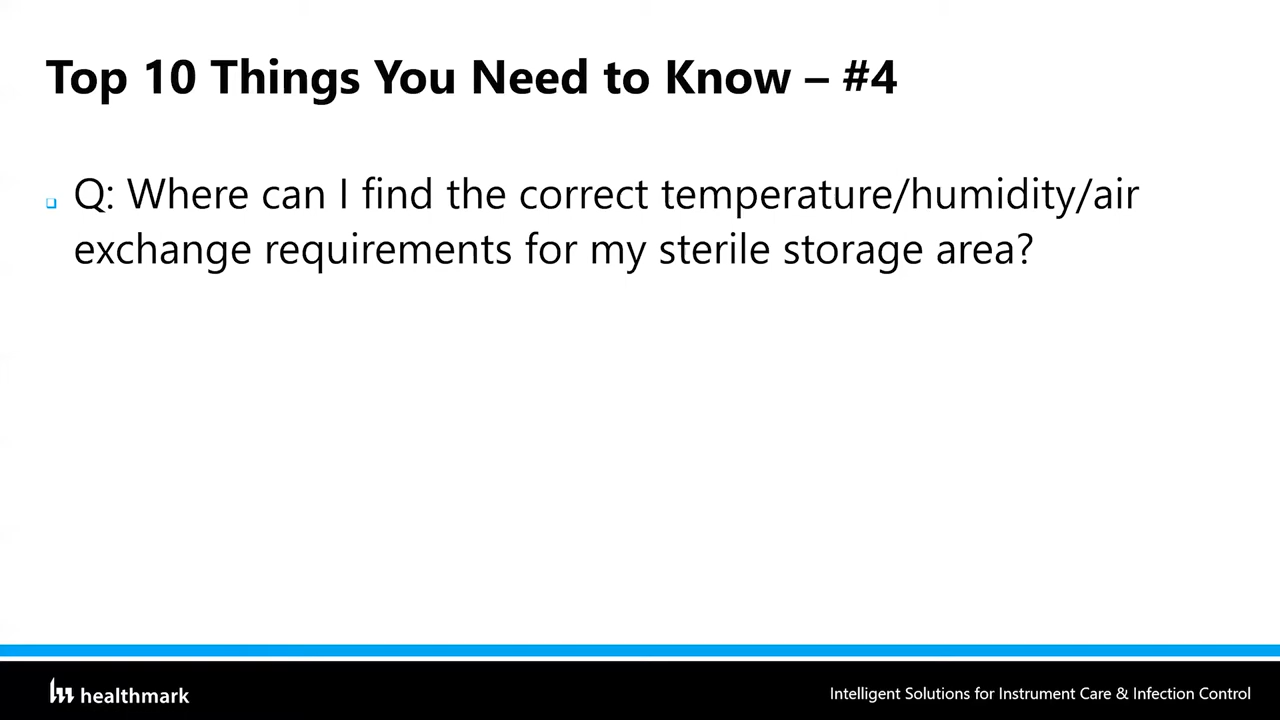 Top 10 Things You Need to Know – #4
Q: Where can I find the correct temperature/humidity/air
exchange requirements for my sterile storage area?
healthmark
Intelligent Solutions for Instrument Care & Infection Control